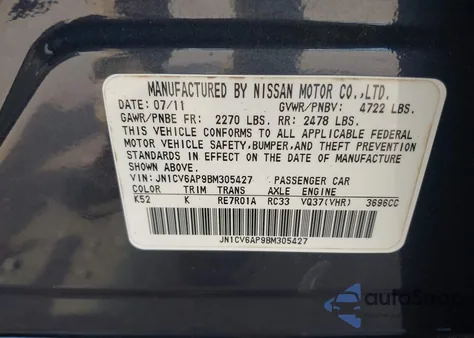 MANUFACTURED BY NISSAN MOTOR CO.,LTD.
DATE: 07/11 GVWR/PNBV: 4722 LBS.
GAWR/PNBE FR: 2270 LBS. RR: 2478 LBS.
THIS VEHICLE CONFORMS TO ALL APPLICABLE FEDERAL
MOTOR VEHICLE SAFETY,BUMPER,AND THEFT PREVENTION
STANDARDS IN EFFECT ON THE DATE OF MANUFACTURE
SHOWN ABOVE.
VIN: JN1CV6AP9BM305427 PASSENGER CAR
COLOR TRIM TRANS AXLE ENGINE
K52 K RE7R01A RC33 VQ37(VHR) 3696CC
JN1CV6AP9BM305427